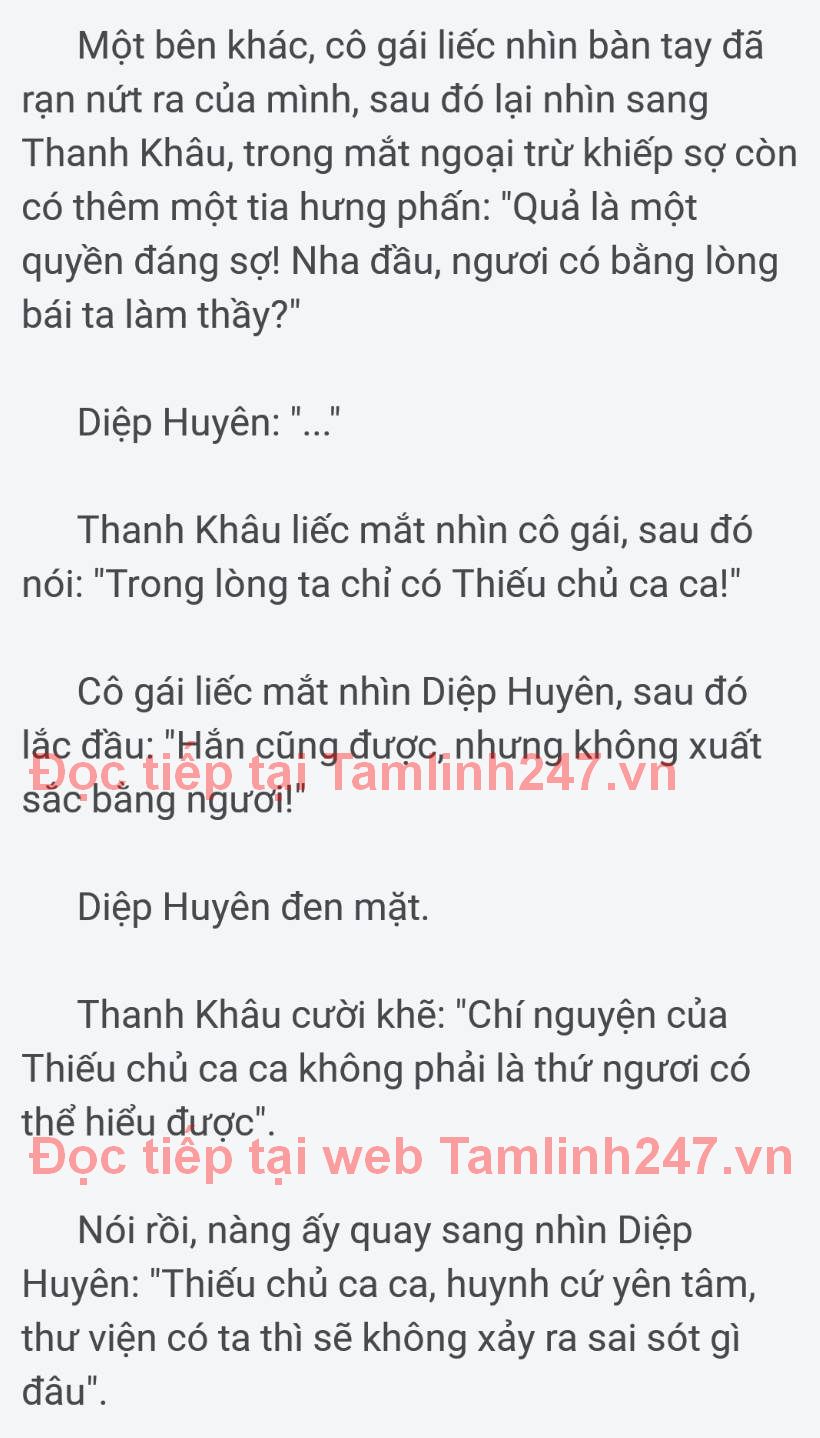 Một bên khác, cô gái liếc nhìn bàn tay đã
rạn nứt ra của mình, sau đó lại nhìn sang
Thanh Khâu, trong mắt ngoại trừ khiếp sợ còn
có thêm một tia hưng phấn: "Quả là một
quyền đáng sợ! Nha đầu, ngươi có bằng lòng
bái ta làm thầy?"
Diệp Huyên: "..."
Thanh Khâu liếc mắt nhìn cô gái, sau đó
nói: "Trong lòng ta chỉ có Thiếu chủ ca ca!"
Cô gái liếc mắt nhìn Diệp Huyên, sau đó
lắc đầu: "Hắn cũng được, nhưng không xuất
Đọc tiếp tại Tamlinh247.vn
sắc bằng ngươi!"
Diệp Huyên đen mặt.
Thanh Khâu cười khẽ: "Chí nguyện của
Thiếu chủ ca ca không phải là thứ ngươi có
thể hiểu được".
Đọc tiếp tại web Tamlinh247.vn
Nói rồi, nàng ấy quay sang nhìn Diệp
Huyên: "Thiếu chủ ca ca, huynh cứ yên tâm,
thư viện có ta thì sẽ không xảy ra sai sót gì
đâu".